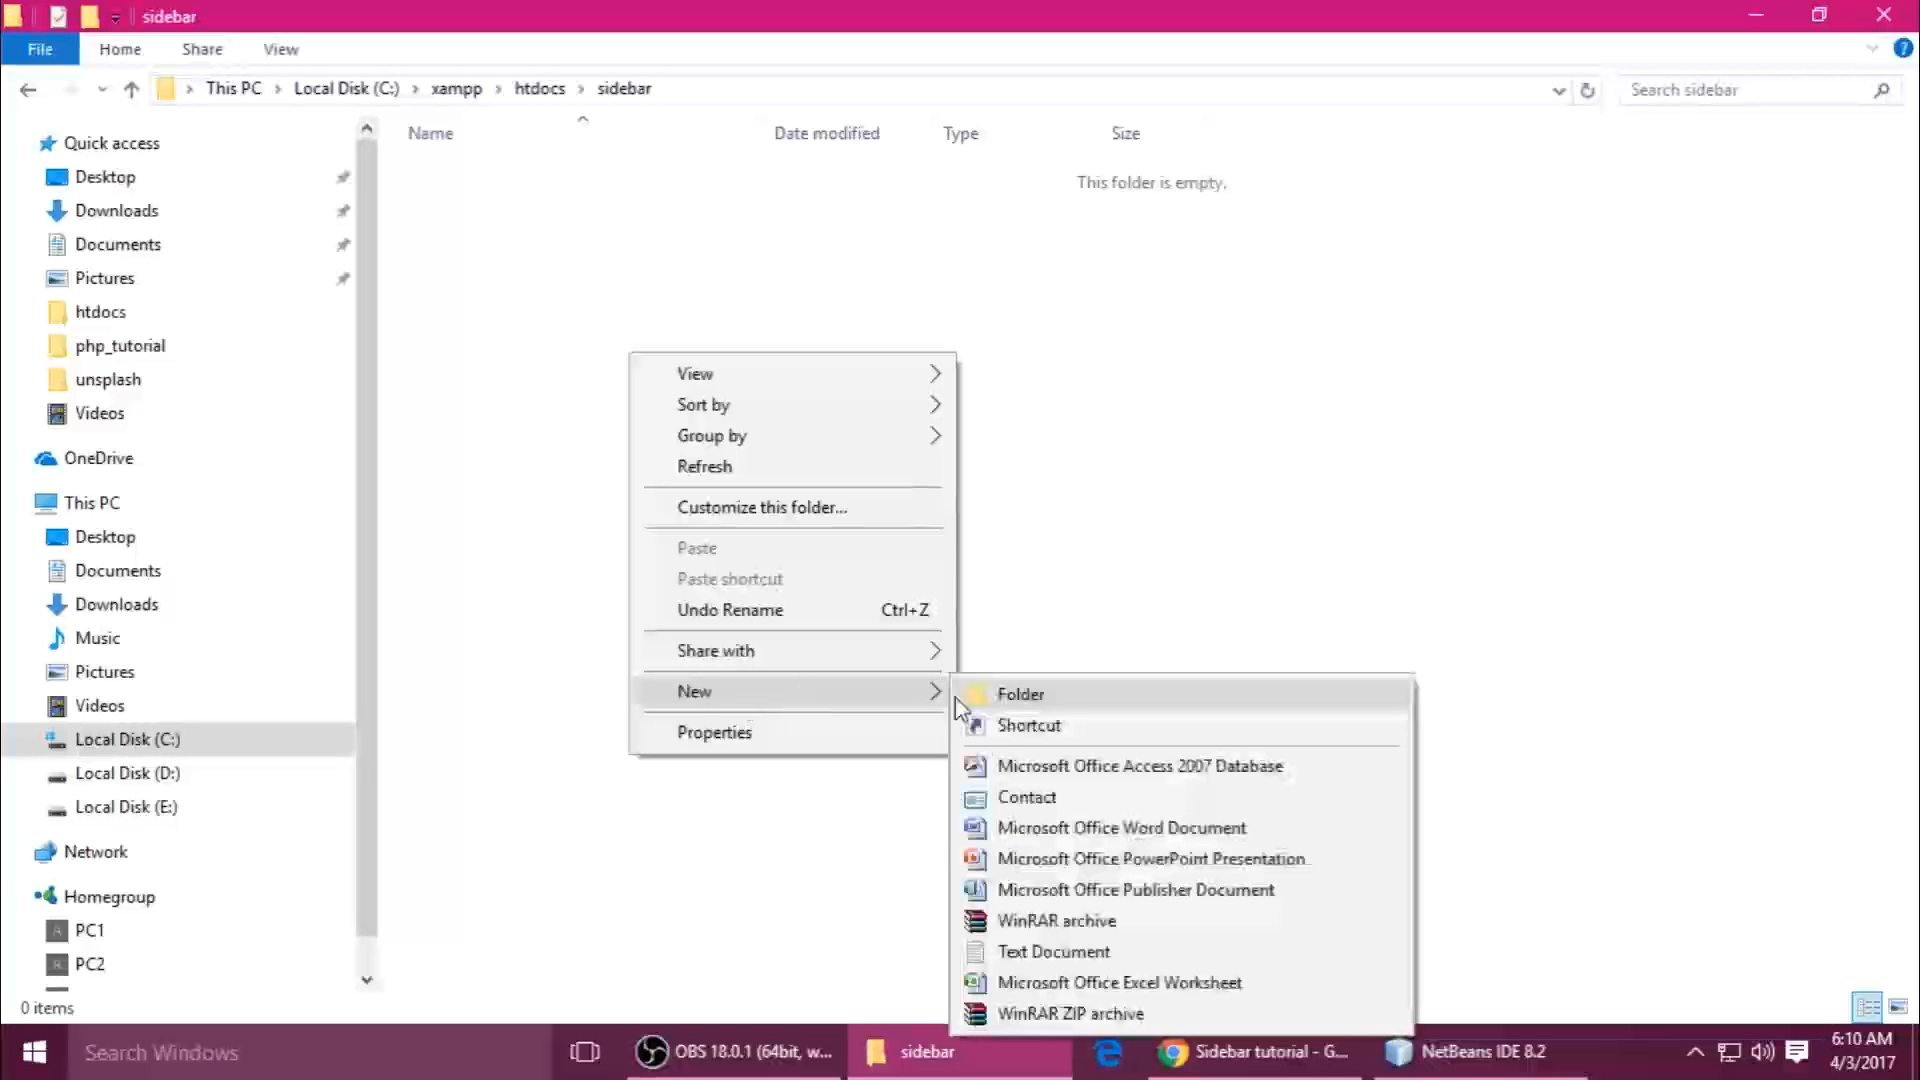 sidebar
File Home Share View
This PC Local Disk (C:) xampp htdocs sidebar
Search sidebar
Name Date modified Type Size
This folder is empty.
Quick access
Desktop
Downloads
Documents
Pictures
htdocs
php_tutorial
unsplash
Videos
OneDrive
This PC
Desktop
Documents
Downloads
Music
Pictures
Videos
Local Disk (C:)
Local Disk (D:)
Local Disk (E:)
Network
Homegroup
PC1
PC2
View
Sort by
Group by
Refresh
Customize this folder...
Paste
Paste shortcut
Undo Rename Ctrl+Z
Share with
New
Properties
Folder
Shortcut
Microsoft Office Access 2007 Database
Contact
Microsoft Office Word Document
Microsoft Office PowerPoint Presentation
Microsoft Office Publisher Document
WinRAR archive
Text Document
Microsoft Office Excel Worksheet
WinRAR ZIP archive
0 items
Search Windows
OBS 18.0.1 (64bit, w...
sidebar
Sidebar tutorial - G...
NetBeans IDE 8.2
6:10 AM
4/3/2017